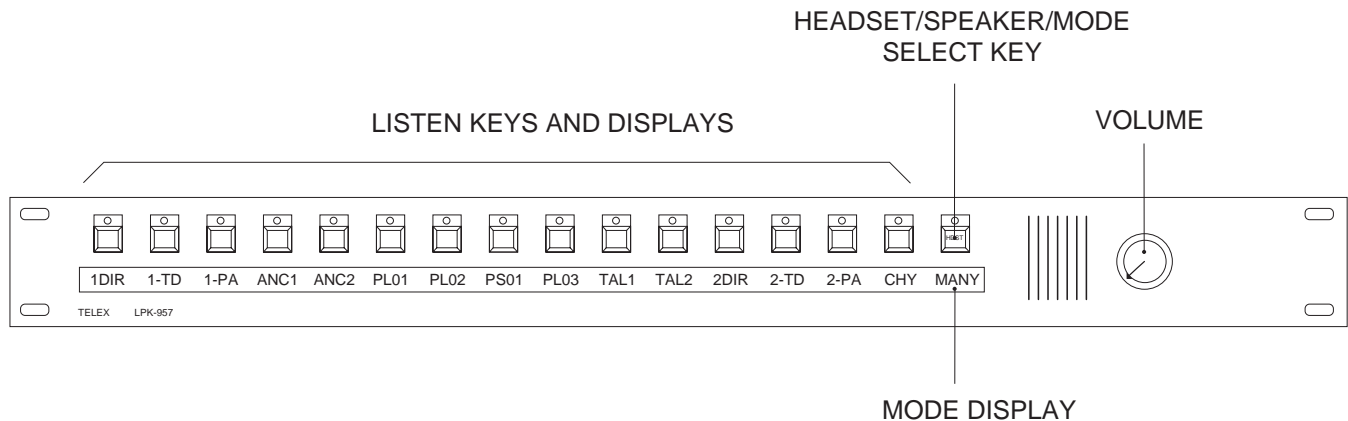 HEADSET/SPEAKER/MODE
SELECT KEY
LISTEN KEYS AND DISPLAYS
VOLUME
1DIR 1-TD 1-PA ANC1 ANC2 PL01 PL02 PS01 PL03 TAL1 TAL2 2DIR 2-TD 2-PA CHY MANY
TELEX LPK-957
MODE DISPLAY